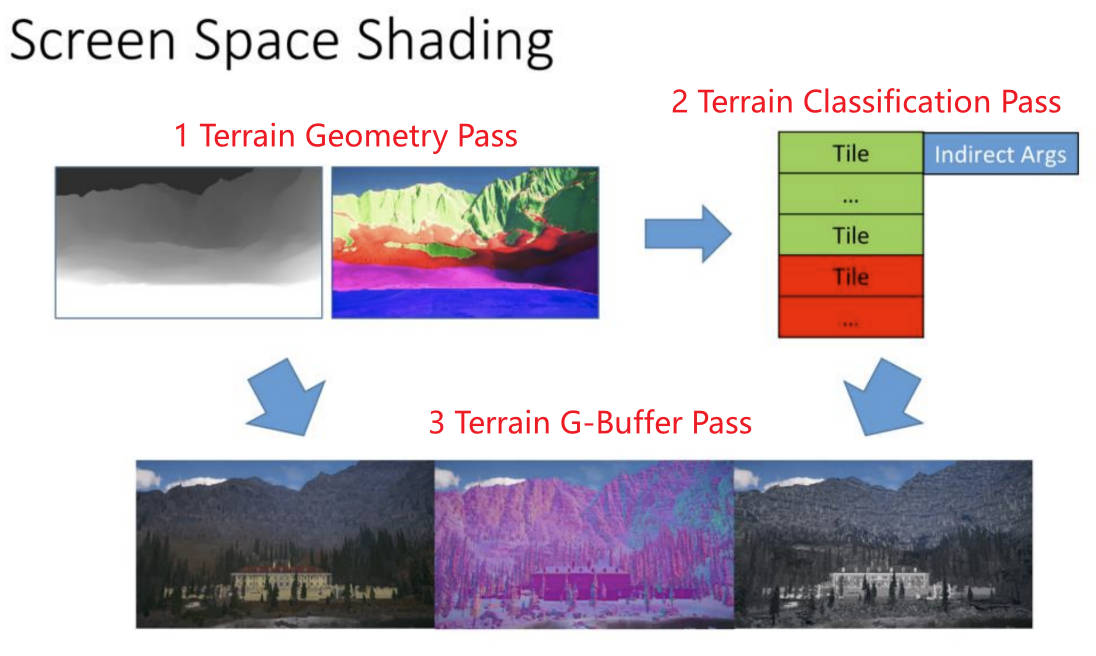 Screen Space Shading
1 Terrain Geometry Pass
2 Terrain Classification Pass
Tile
Indirect Args
...
Tile
Tile
...
3 Terrain G-Buffer Pass